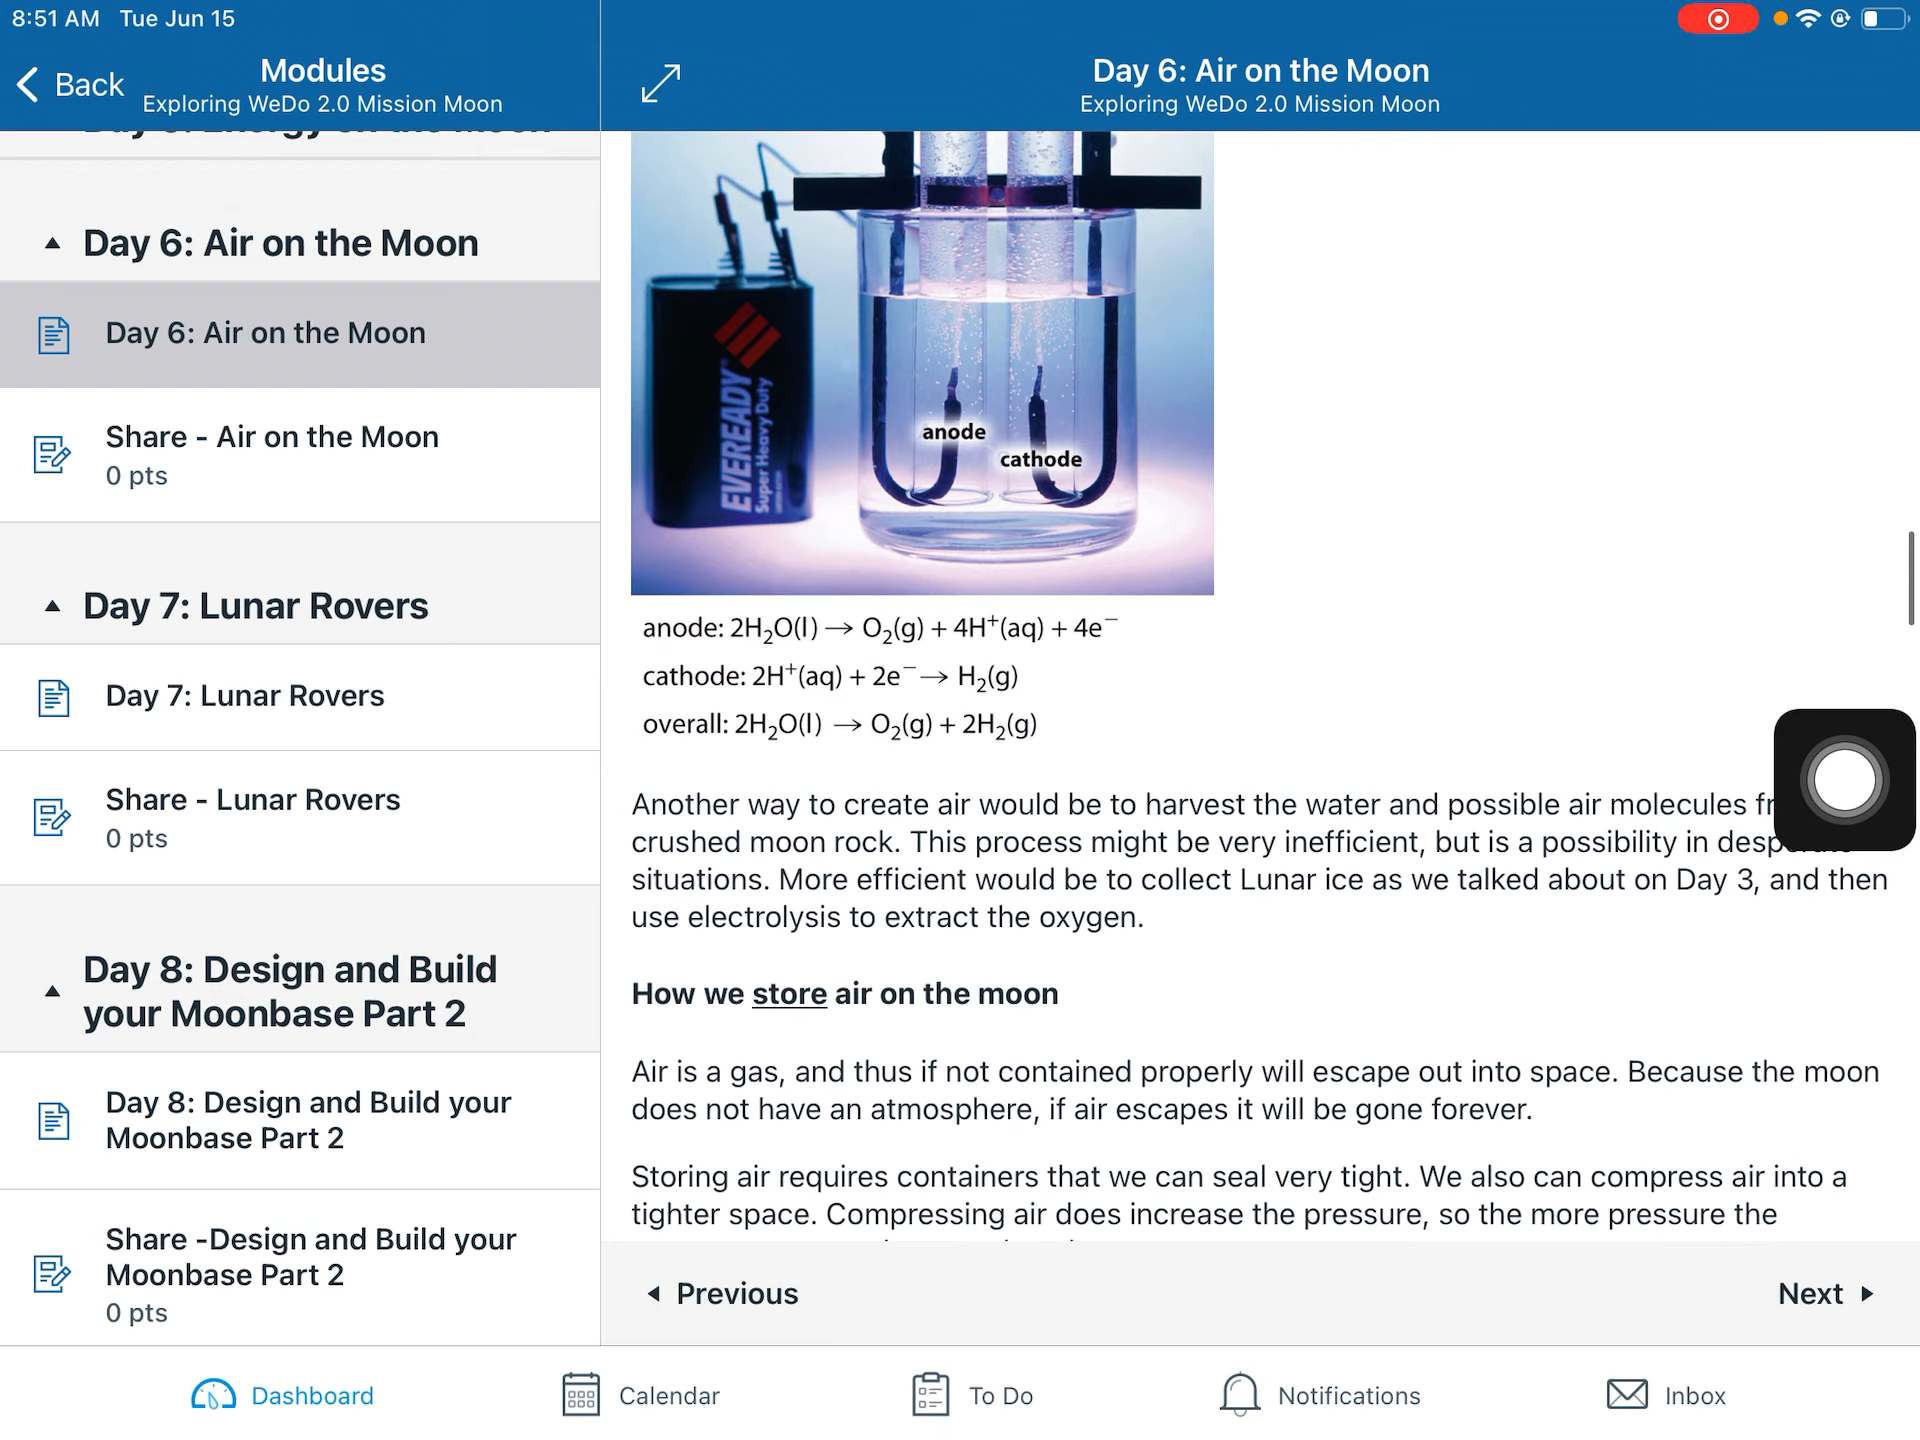 8:51 AM Tue Jun 15
Back
Modules
Exploring WeDo 2.0 Mission Moon
Day 6: Air on the Moon
Day 6: Air on the Moon
Share - Air on the Moon
0 pts
Day 7: Lunar Rovers
Day 7: Lunar Rovers
Share - Lunar Rovers
0 pts
Day 8: Design and Build
your Moonbase Part 2
Day 8: Design and Build your
Moonbase Part 2
Share -Design and Build your
Moonbase Part 2
0 pts
Day 6: Air on the Moon
Exploring WeDo 2.0 Mission Moon
EVEREADY
Super Heavy Duty
anode
cathode
anode: 2H₂O(l) → O₂(g) + 4H⁺(aq) + 4e⁻
cathode: 2H⁺(aq) + 2e⁻ → H₂(g)
overall: 2H₂O(l) → O₂(g) + 2H₂(g)
Another way to create air would be to harvest the water and possible air molecules
crushed moon rock. This process might be very inefficient, but is a possibility in
situations. More efficient would be to collect Lunar ice as we talked about on Day 3, and then
use electrolysis to extract the oxygen.
How we store air on the moon
Air is a gas, and thus if not contained properly will escape out into space. Because the moon
does not have an atmosphere, if air escapes it will be gone forever.
Storing air requires containers that we can seal very tight. We also can compress air into a
tighter space. Compressing air does increase the pressure, so the more pressure the
Previous
Next
Dashboard
Calendar
To Do
Notifications
Inbox